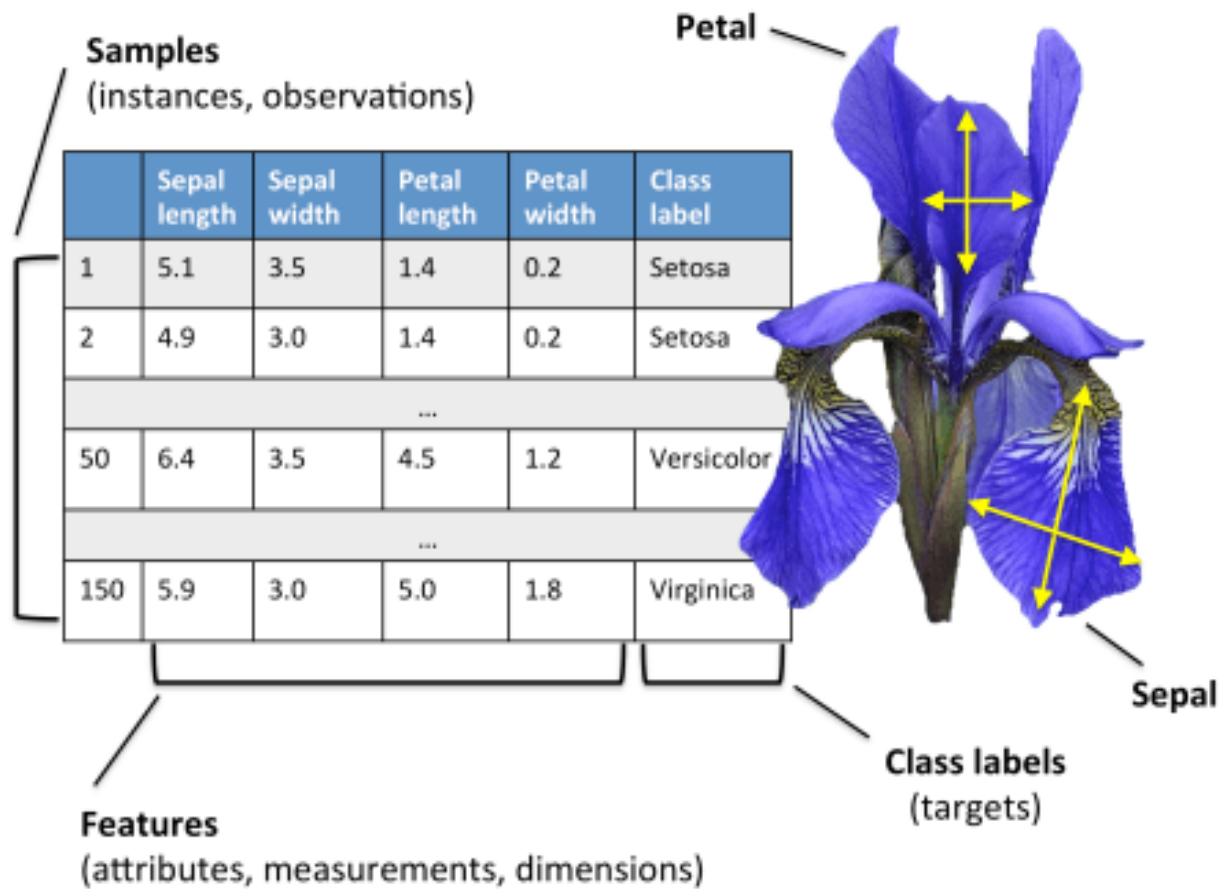 Petal
Samples
(instances, observations)
Sepal length Sepal width Petal length Petal width Class label
1 5.1 3.5 1.4 0.2 Setosa
2 4.9 3.0 1.4 0.2 Setosa
...
50 6.4 3.5 4.5 1.2 Versicolor
...
150 5.9 3.0 5.0 1.8 Virginica
Sepal
Class labels
(targets)
Features
(attributes, measurements, dimensions)